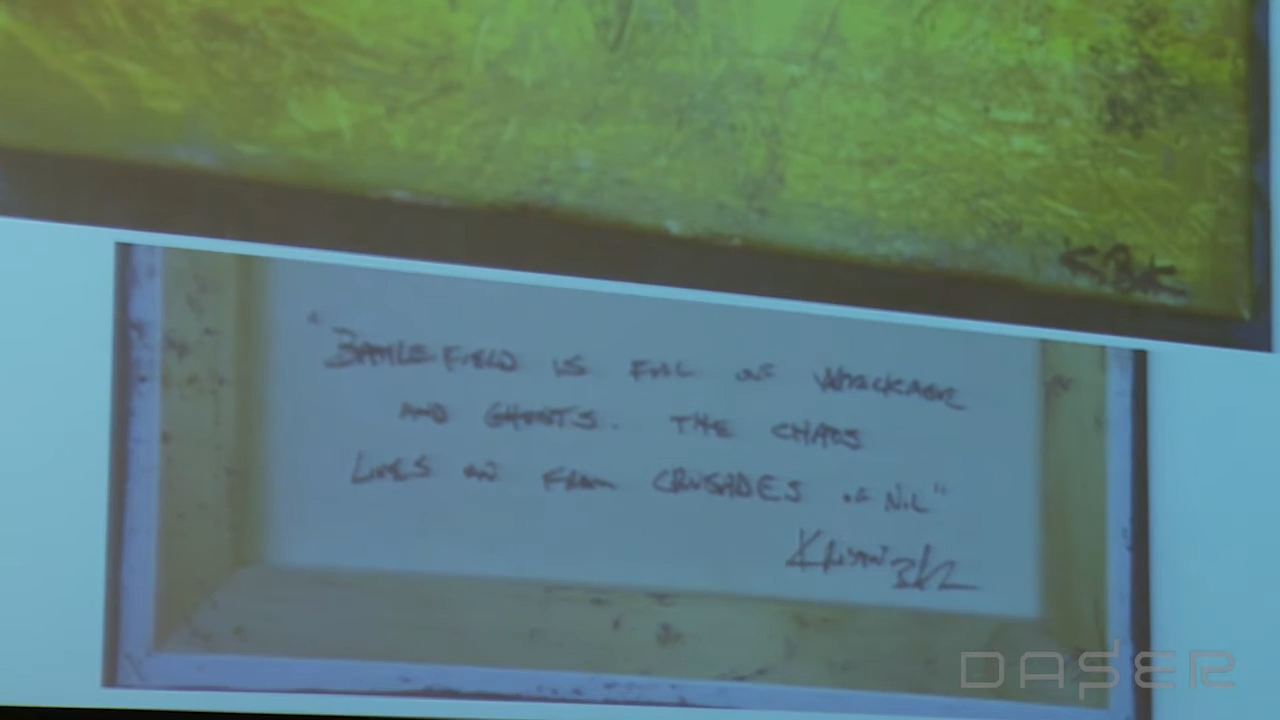 "BATTLEFIELD IS FULL OF WRECKAGE
AND GHOSTS. THE CHAOS
LIVES ON FROM CRUSADES OF NIL"
DASER